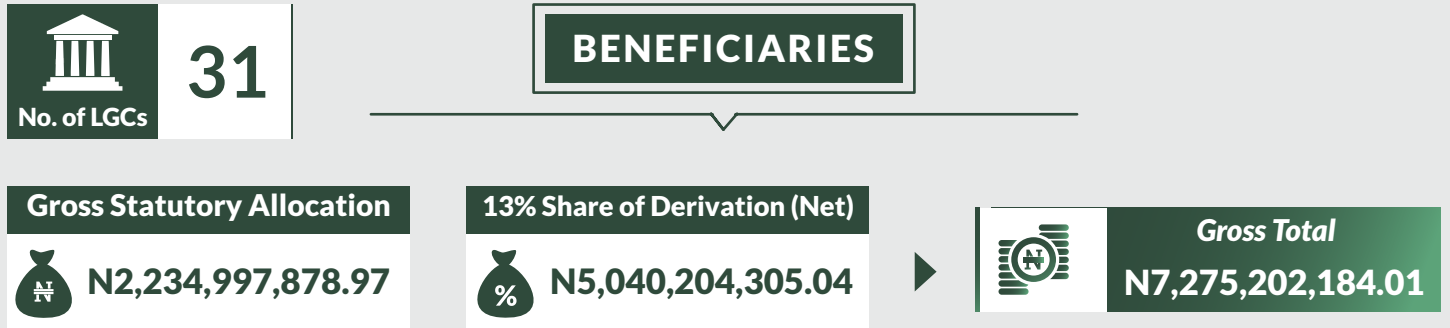 31
No. of LGCs
BENEFICIARIES
Gross Statutory Allocation
₦
N2,234,997,878.97
13% Share of Derivation (Net)
%
N5,040,204,305.04
Gross Total
₦
N7,275,202,184.01